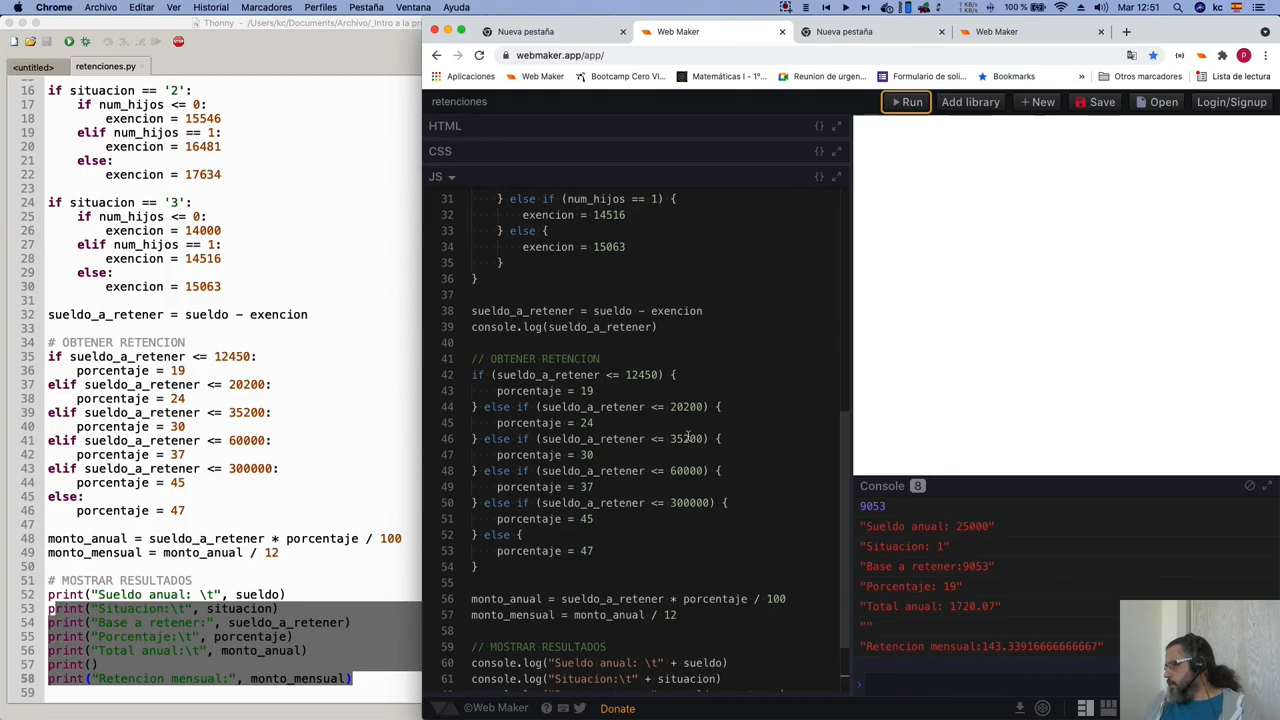 Chrome Archivo Editar Ver Historial Marcadores Perfiles Pestaña Ventana Ayuda
100 % Mar 12:51
Thonny - /Users/kc/Documents/Archivo/_Intro a la pr
<untitled> retenciones.py
16 if situacion == '2':
17 if num_hijos <= 0:
18 exencion = 15546
19 elif num_hijos == 1:
20 exencion = 16481
21 else:
22 exencion = 17634
23
24 if situacion == '3':
25 if num_hijos <= 0:
26 exencion = 14000
27 elif num_hijos == 1:
28 exencion = 14516
29 else:
30 exencion = 15063
31
32 sueldo_a_retener = sueldo - exencion
33
34 # OBTENER RETENCION
35 if sueldo_a_retener <= 12450:
36 porcentaje = 19
37 elif sueldo_a_retener <= 20200:
38 porcentaje = 24
39 elif sueldo_a_retener <= 35200:
40 porcentaje = 30
41 elif sueldo_a_retener <= 60000:
42 porcentaje = 37
43 elif sueldo_a_retener <= 300000:
44 porcentaje = 45
45 else:
46 porcentaje = 47
47
48 monto_anual = sueldo_a_retener * porcentaje / 100
49 monto_mensual = monto_anual / 12
50
51 # MOSTRAR RESULTADOS
52 print("Sueldo anual: \t", sueldo)
53 print("Situacion:\t", situacion)
54 print("Base a retener:", sueldo_a_retener)
55 print("Porcentaje:\t", porcentaje)
56 print("Total anual:\t", monto_anual)
57 print()
58 print("Retencion mensual:", monto_mensual)
59
Nueva pestaña Web Maker Nueva pestaña Web Maker
webmaker.app/app/
Aplicaciones Web Maker Bootcamp Cero VI... Matemáticas I - 1º... Reunion de urgen... Formulario de soli... Bookmarks » Otros marcadores Lista de lectura
retenciones Run Add library + New Save Open Login/Signup
HTML
CSS
JS
31 } else if (num_hijos == 1) {
32 exencion = 14516
33 } else {
34 exencion = 15063
35 }
36 }
37
38 sueldo_a_retener = sueldo - exencion
39 console.log(sueldo_a_retener)
40
41 // OBTENER RETENCION
42 if (sueldo_a_retener <= 12450) {
43 porcentaje = 19
44 } else if (sueldo_a_retener <= 20200) {
45 porcentaje = 24
46 } else if (sueldo_a_retener <= 35200) {
47 porcentaje = 30
48 } else if (sueldo_a_retener <= 60000) {
49 porcentaje = 37
50 } else if (sueldo_a_retener <= 300000) {
51 porcentaje = 45
52 } else {
53 porcentaje = 47
54 }
55
56 monto_anual = sueldo_a_retener * porcentaje / 100
57 monto_mensual = monto_anual / 12
58
59 // MOSTRAR RESULTADOS
60 console.log("Sueldo anual: \t" + sueldo)
61 console.log("Situacion:\t" + situacion)
Console 8
9053
"Sueldo anual: 25000"
"Situacion: 1"
"Base a retener:9053"
"Porcentaje: 19"
"Total anual: 1720.07"
""
"Retencion mensual:143.33916666666667"
©Web Maker Donate